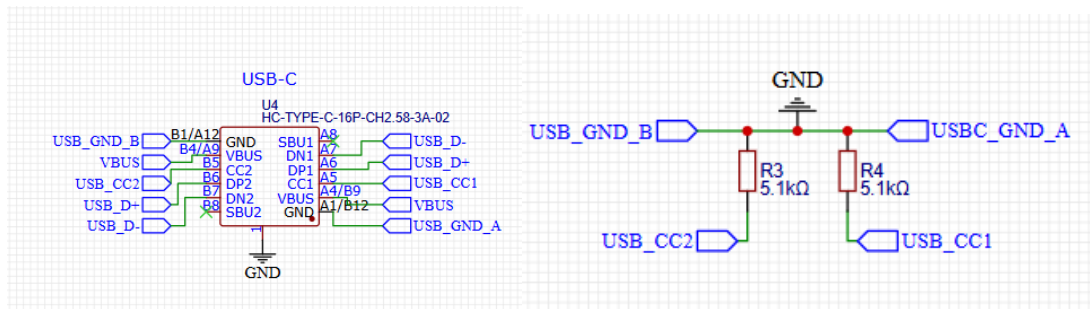 USB-C
U4
HC-TYPE-C-16P-CH2.58-3A-02
USB_GND_B B1/A12 GND SBU1 A8
VBUS B4/A9 VBUS DN1 A7 USB_D-
USB_CC2 B5 CC2 DP1 A6 USB_D+
USB_D+ B6 DP2 CC1 A5 USB_CC1
USB_D- B7 DN2 VBUS A4/B9 VBUS
B8 SBU2 GND A1/B12 USB_GND_A
1
GND
GND
USB_GND_B USBC_GND_A
R3 R4
5.1kΩ 5.1kΩ
USB_CC2 USB_CC1